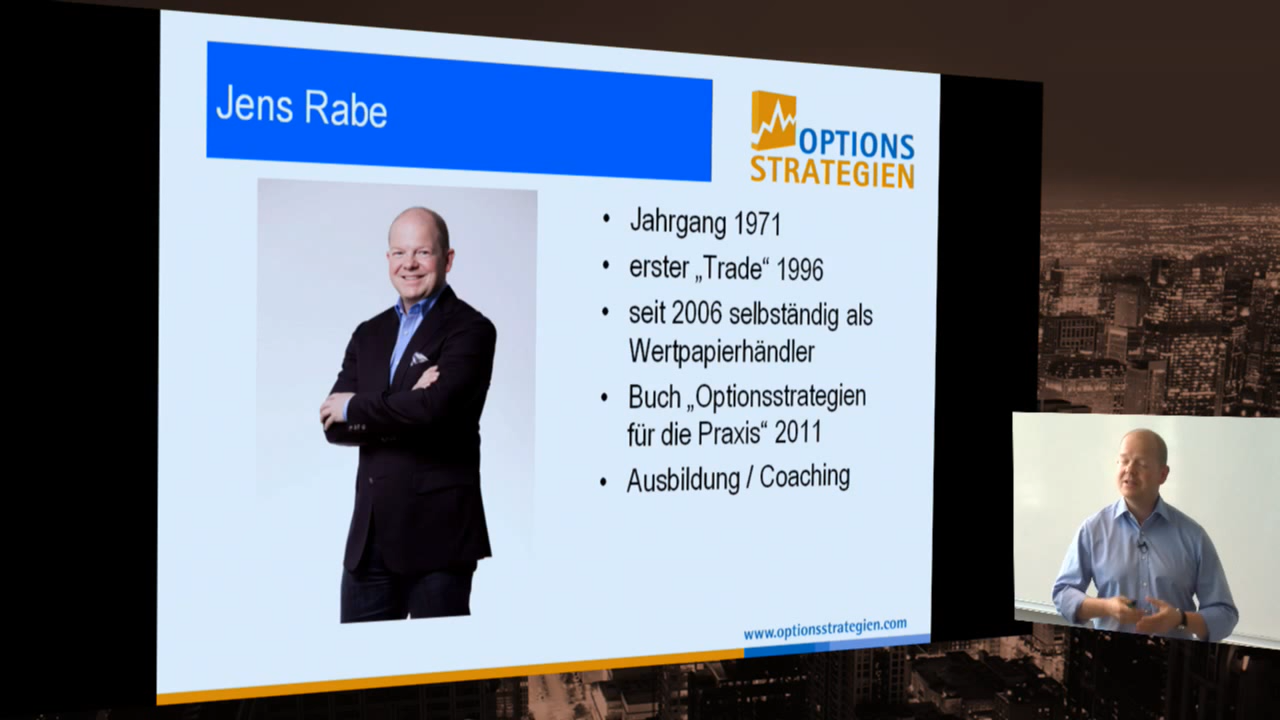 Jens Rabe
OPTIONS
STRATEGIEN
• Jahrgang 1971
• erster „Trade“ 1996
• seit 2006 selbständig als
Wertpapierhändler
• Buch „Optionsstrategien
für die Praxis“ 2011
• Ausbildung / Coaching
www.optionsstrategien.com